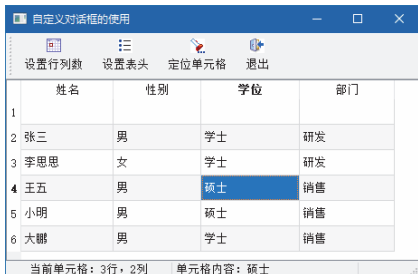 自定义对话框的使用
设置行列数 设置表头 定位单元格 退出
姓名 性别 学位 部门
1
2 张三 男 学士 研发
3 李思思 女 学士 研发
4 王五 男 硕士 销售
5 小明 男 硕士 销售
6 大鹏 男 学士 销售
当前单元格：3行，2列 单元格内容：硕士